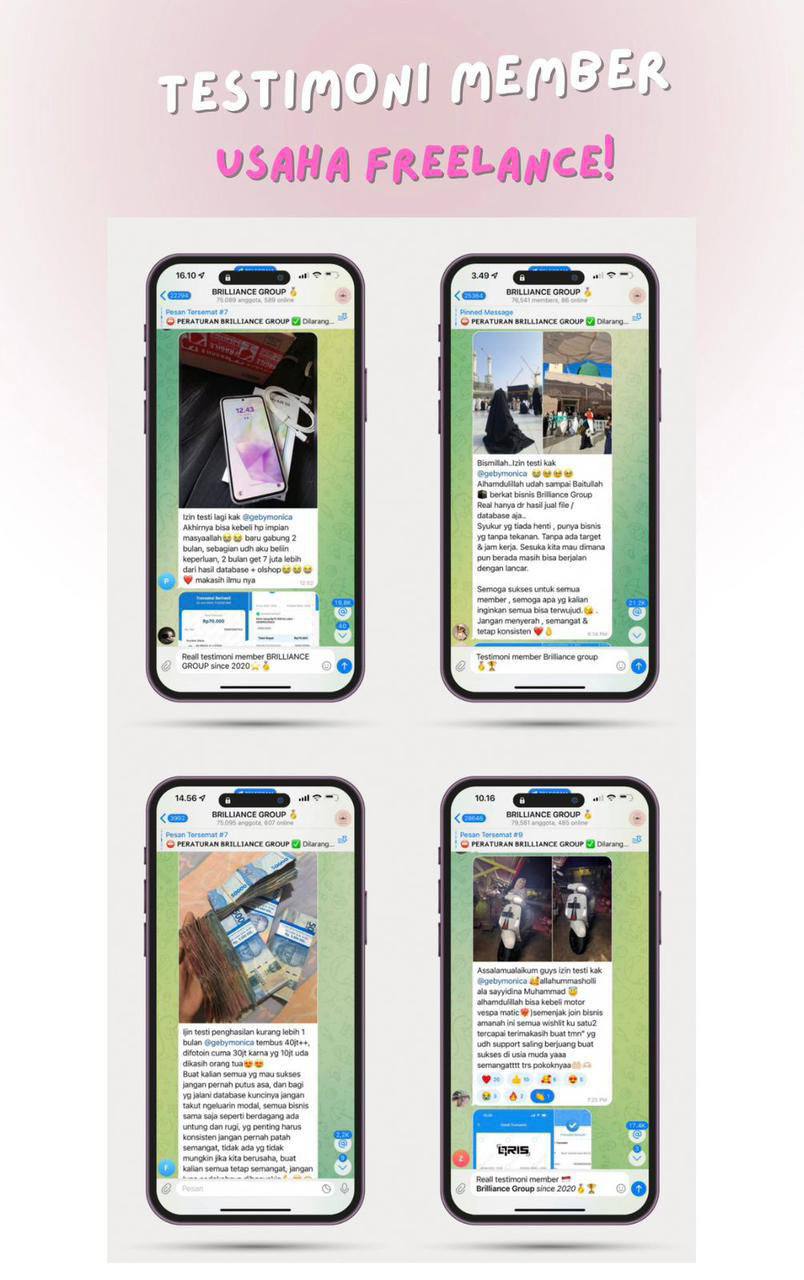 TESTIMONI MEMBER
USAHA FREELANCE!
16.10
22294
BRILLIANCE GROUP 🏅
75.089 anggota, 589 online
Pesan Tersemat #7
⛔ PERATURAN BRILLIANCE GROUP ✅ Dilarang...
12.43
Izin testi lagi kak @gebymonica
Akhirnya bisa kebeli hp impian
masyaallah😭😭 baru gabung 2
bulan, sebagian udh aku beliin
keperluan, 2 bulan get 7 juta lebih
dari hasil database + olshop😭😭😭
❤️ makasih ilmu nya
12:52
19,8K
40
Transaksi Berhasil
Rp70.000
Reall testimoni member BRILLIANCE
GROUP since 2020⭐🏅
3.49
25364
BRILLIANCE GROUP 🏅
76,541 members, 86 online
Pinned Message
⛔ PERATURAN BRILLIANCE GROUP ✅ Dilarang...
Bismillah..Izin testi kak
@gebymonica 🥹🥹🥹🥹
Alhamdulillah udah sampai Baitullah
🕋 berkat bisnis Brilliance Group
Real hanya dr hasil jual file /
database aja..
Syukur yg tiada henti , punya bisnis
yg tanpa tekanan. Tanpa ada target
& jam kerja. Sesuka kita mau dimana
pun berada masih bisa berjalan
dengan lancar.
Semoga sukses untuk semua
member , semoga apa yg kalian
inginkan semua bisa terwujud.😘 .
Jangan menyerah , semangat &
tetap konsisten ❤️👌
21,2K
Testimoni member Brilliance group
🏅🏆
14.56
3992
BRILLIANCE GROUP 🏅
75.095 anggota, 607 online
Pesan Tersemat #7
⛔ PERATURAN BRILLIANCE GROUP ✅ Dilarang...
50000
Ijin testi penghasilan kurang lebih 1
bulan @gebymonica tembus 40jt++,
difotoin cuma 30jt karna yg 10jt uda
dikasih orang tua😍😍
Buat kalian semua yg mau sukses
jangan pernah putus asa, dan bagi
yg jalani database kuncinya jangan
takut ngeluarin modal, semua bisnis
sama saja seperti berdagang ada
untung dan rugi, yg penting harus
konsisten jangan pernah patah
semangat, tidak ada yg tidak
mungkin jika kita berusaha, buat
kalian semua tetap semangat, jangan
2,2K
Pesan
10.16
28646
BRILLIANCE GROUP 🏅
79,581 anggota, 485 online
Pesan Tersemat #9
⛔ PERATURAN BRILLIANCE GROUP ✅ Dilarang...
Assalamualaikum guys izin testi kak
@gebymonica 🥰allahummasholli
ala sayyidina Muhammad 😇
alhamdulillah bisa kebeli motor
vespa matic❤️‍🔥)semenjak join bisnis
amanah ini semua wishlit ku satu2
tercapai terimakasih buat tmn" yg
udh support saling berjuang buat
sukses di usia muda yaaa
semangatttt trs pokoknyaa
7:23 PM
17,4K
QRIS
Reall testimoni member 🇮🇩
Brilliance Group since 2020🏅🏆